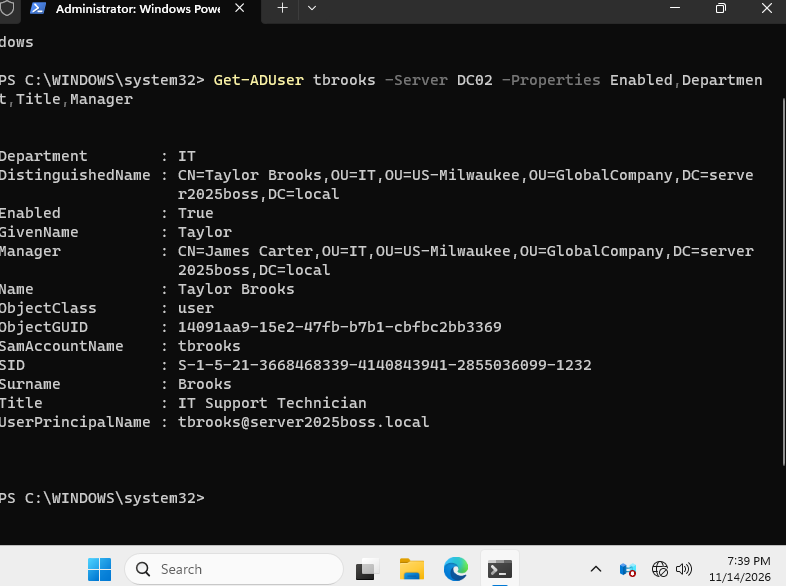 Administrator: Windows Powe
dows
PS C:\WINDOWS\system32> Get-ADUser tbrooks -Server DC02 -Properties Enabled,Departmen
t,Title,Manager
Department : IT
DistinguishedName : CN=Taylor Brooks,OU=IT,OU=US-Milwaukee,OU=GlobalCompany,DC=serve
r2025boss,DC=local
Enabled : True
GivenName : Taylor
Manager : CN=James Carter,OU=IT,OU=US-Milwaukee,OU=GlobalCompany,DC=server
2025boss,DC=local
Name : Taylor Brooks
ObjectClass : user
ObjectGUID : 14091aa9-15e2-47fb-b7b1-cbfbc2bb3369
SamAccountName : tbrooks
SID : S-1-5-21-3668468339-4140843941-2855036099-1232
Surname : Brooks
Title : IT Support Technician
UserPrincipalName : tbrooks@server2025boss.local
PS C:\WINDOWS\system32>
Search
7:39 PM
11/14/2026